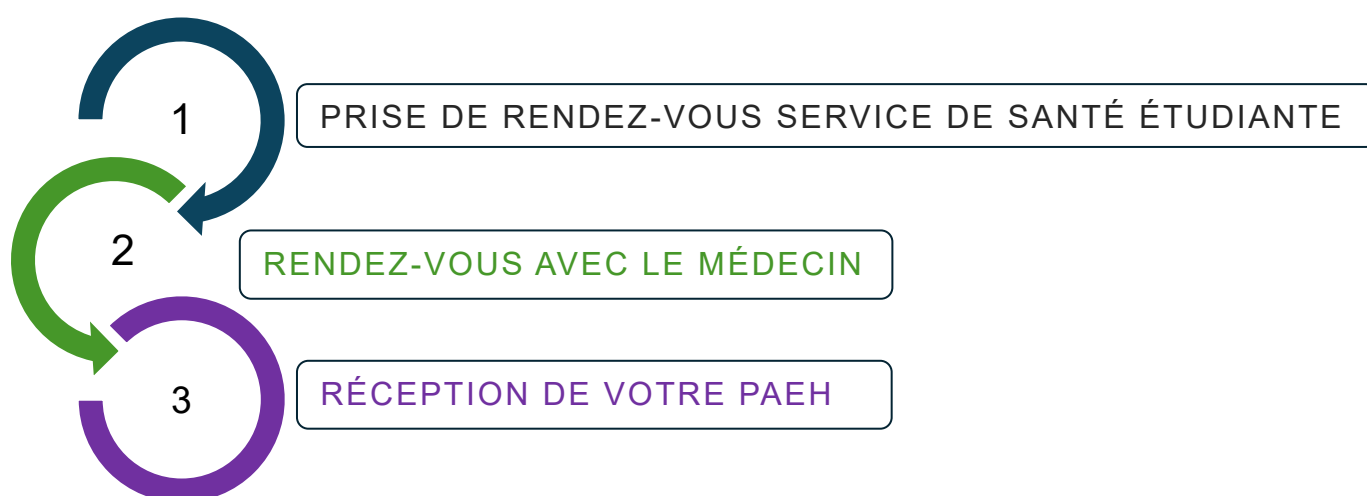 1
PRISE DE RENDEZ-VOUS SERVICE DE SANTÉ ÉTUDIANTE
2
RENDEZ-VOUS AVEC LE MÉDECIN
3
RÉCEPTION DE VOTRE PAEH